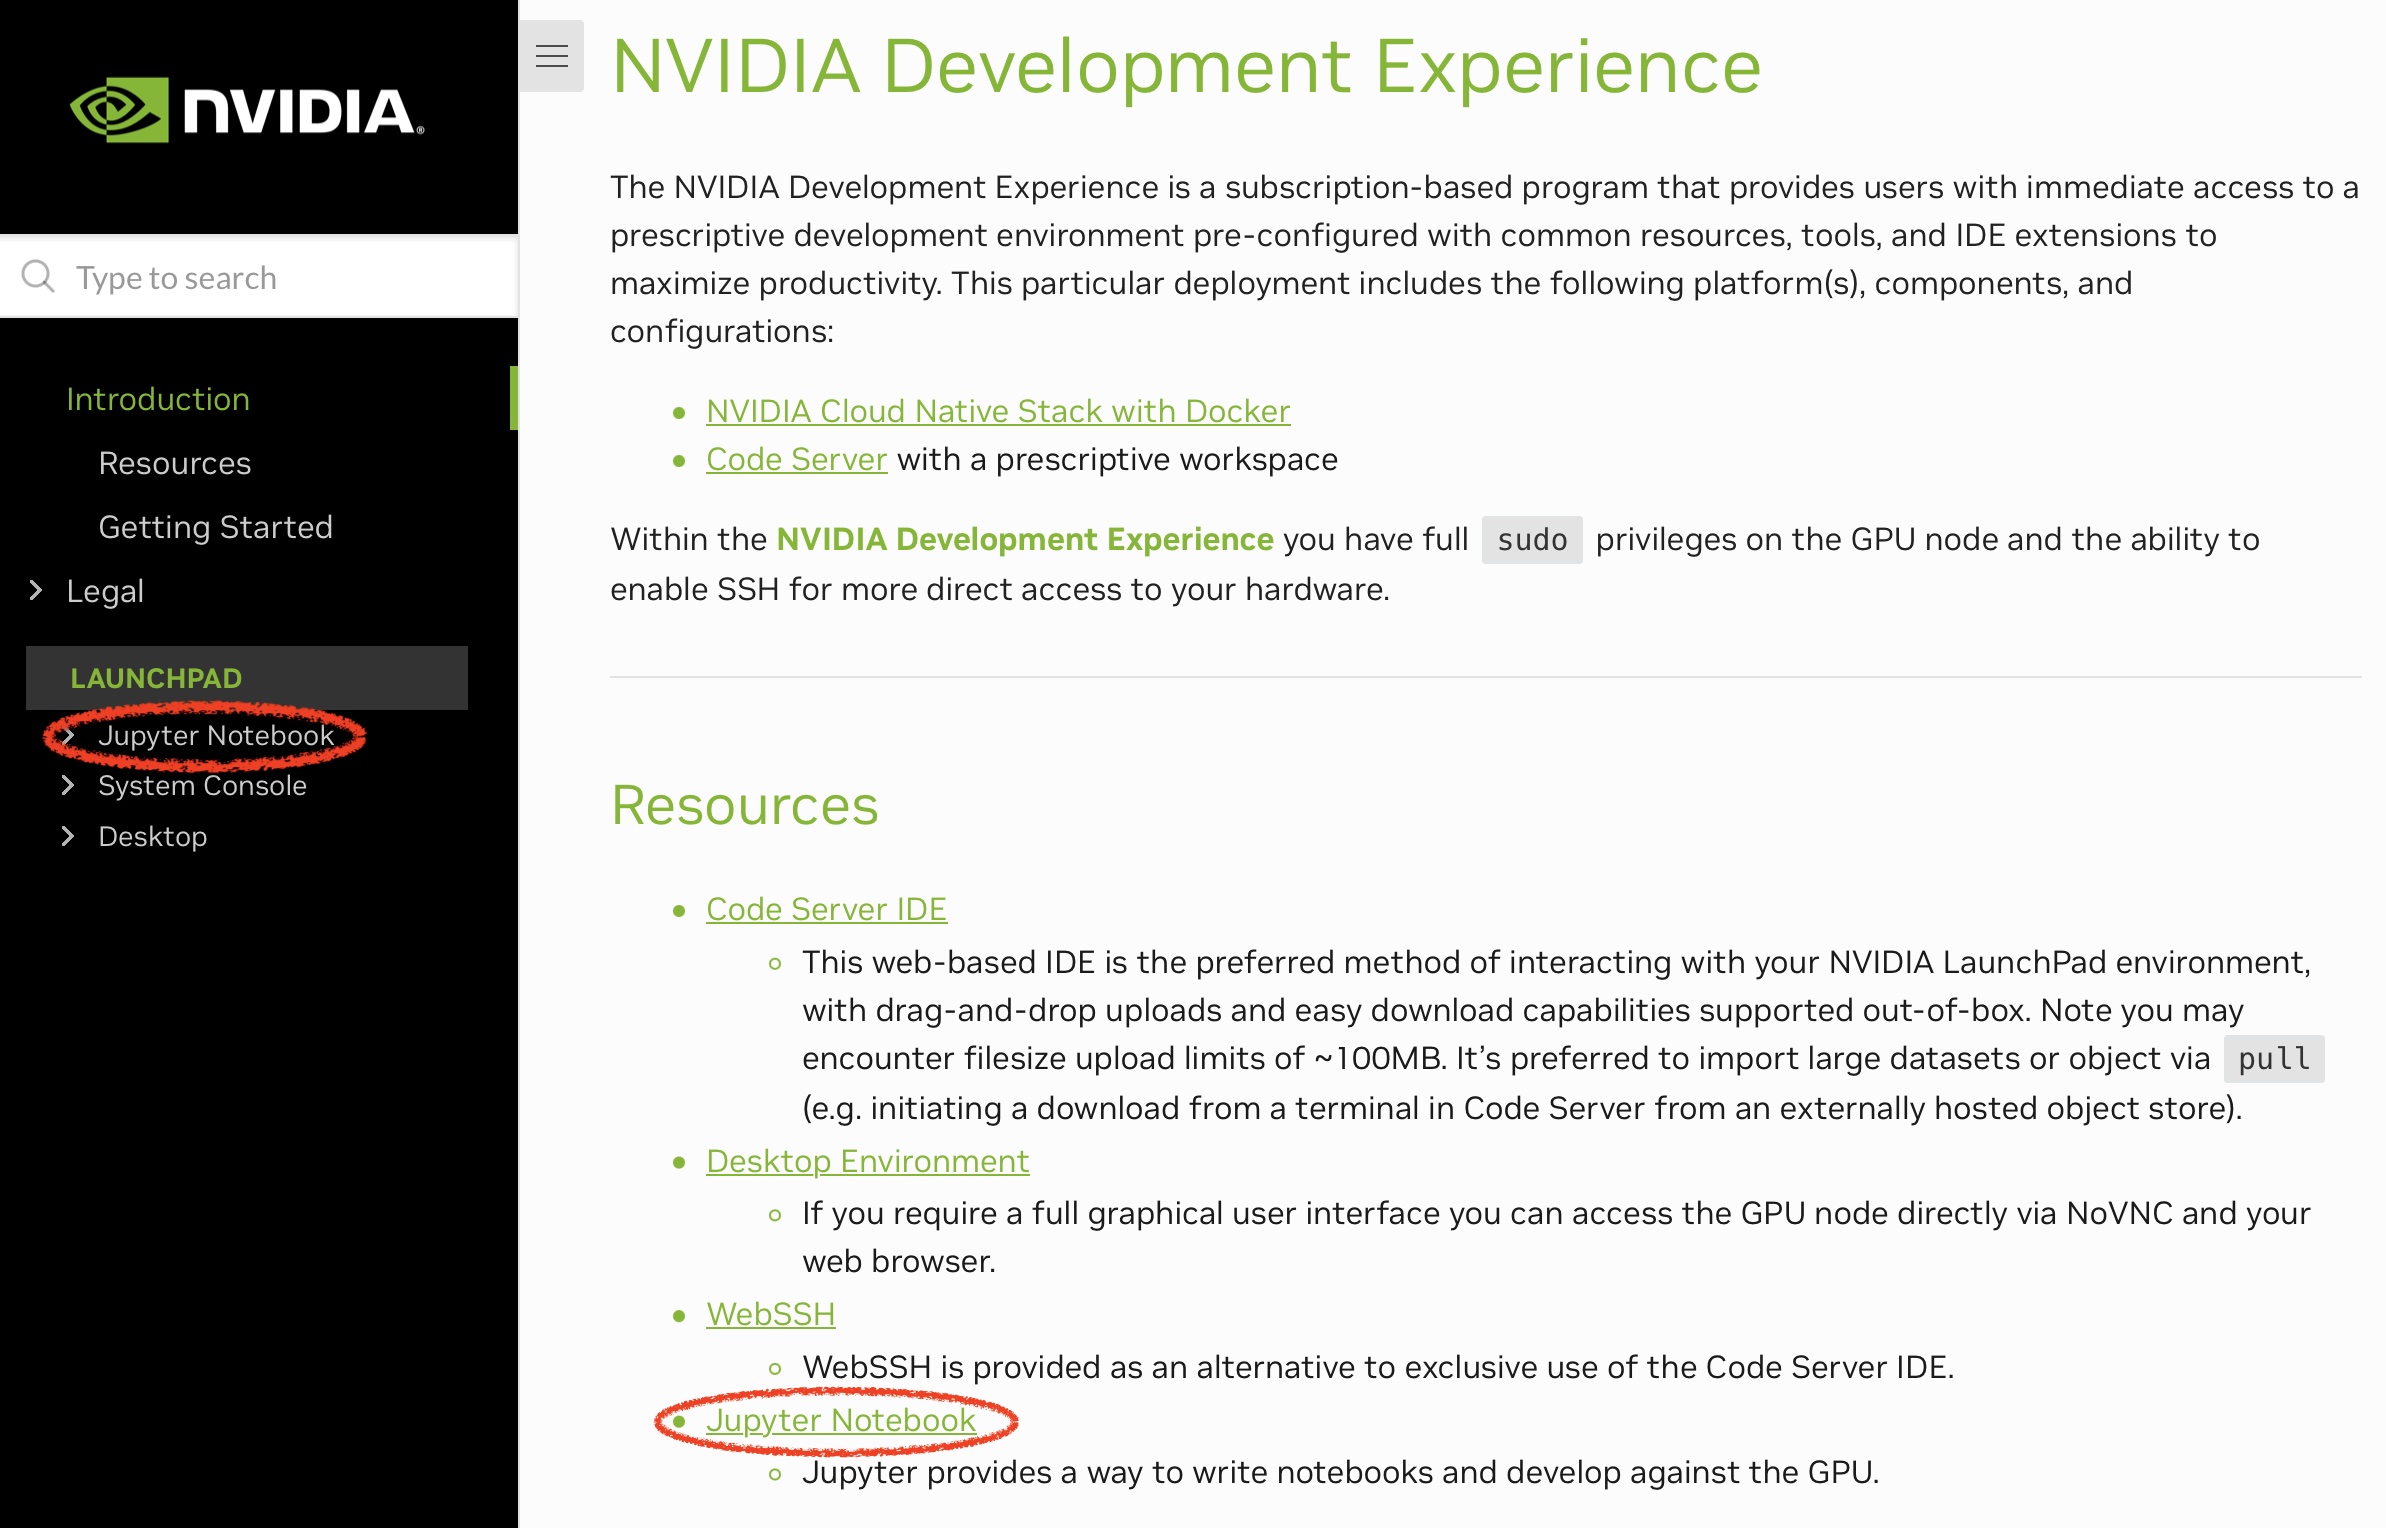 NVIDIA®
Type to search
Introduction
Resources
Getting Started
Legal
LAUNCHPAD
Jupyter Notebook
System Console
Desktop
NVIDIA Development Experience
The NVIDIA Development Experience is a subscription-based program that provides users with immediate access to a
prescriptive development environment pre-configured with common resources, tools, and IDE extensions to
maximize productivity. This particular deployment includes the following platform(s), components, and
configurations:
NVIDIA Cloud Native Stack with Docker
Code Server with a prescriptive workspace
Within the NVIDIA Development Experience you have full sudo privileges on the GPU node and the ability to
enable SSH for more direct access to your hardware.
Resources
Code Server IDE
This web-based IDE is the preferred method of interacting with your NVIDIA LaunchPad environment,
with drag-and-drop uploads and easy download capabilities supported out-of-box. Note you may
encounter filesize upload limits of ~100MB. It’s preferred to import large datasets or object via pull
(e.g. initiating a download from a terminal in Code Server from an externally hosted object store).
Desktop Environment
If you require a full graphical user interface you can access the GPU node directly via NoVNC and your
web browser.
WebSSH
WebSSH is provided as an alternative to exclusive use of the Code Server IDE.
Jupyter Notebook
Jupyter provides a way to write notebooks and develop against the GPU.